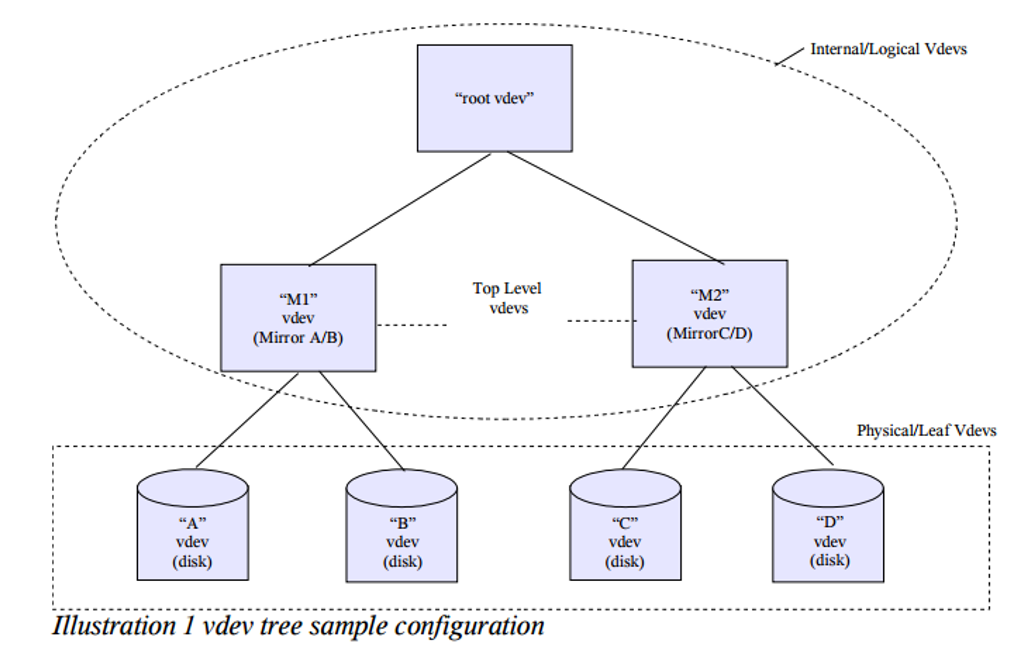 Internal/Logical Vdevs
“root vdev”
“M1”
vdev
(Mirror A/B)
Top Level
vdevs
“M2”
vdev
(MirrorC/D)
Physical/Leaf Vdevs
“A”
vdev
(disk)
“B”
vdev
(disk)
“C”
vdev
(disk)
“D”
vdev
(disk)
Illustration 1 vdev tree sample configuration